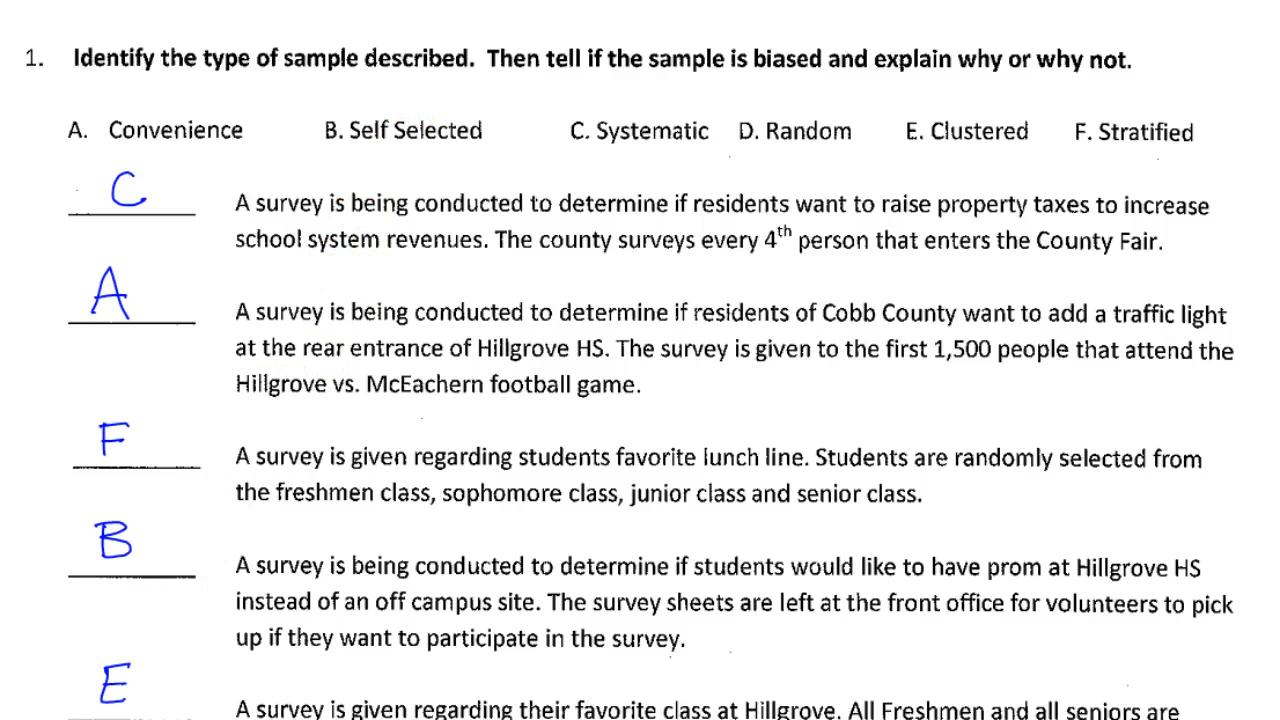 1. Identify the type of sample described. Then tell if the sample is biased and explain why or why not.
A. Convenience B. Self Selected C. Systematic D. Random E. Clustered F. Stratified
C A survey is being conducted to determine if residents want to raise property taxes to increase
school system revenues. The county surveys every 4th person that enters the County Fair.
A A survey is being conducted to determine if residents of Cobb County want to add a traffic light
at the rear entrance of Hillgrove HS. The survey is given to the first 1,500 people that attend the
Hillgrove vs. McEachern football game.
F A survey is given regarding students favorite lunch line. Students are randomly selected from
the freshmen class, sophomore class, junior class and senior class.
B A survey is being conducted to determine if students would like to have prom at Hillgrove HS
instead of an off campus site. The survey sheets are left at the front office for volunteers to pick
up if they want to participate in the survey.
E A survey is given regarding their favorite class at Hillgrove. All Freshmen and all seniors are